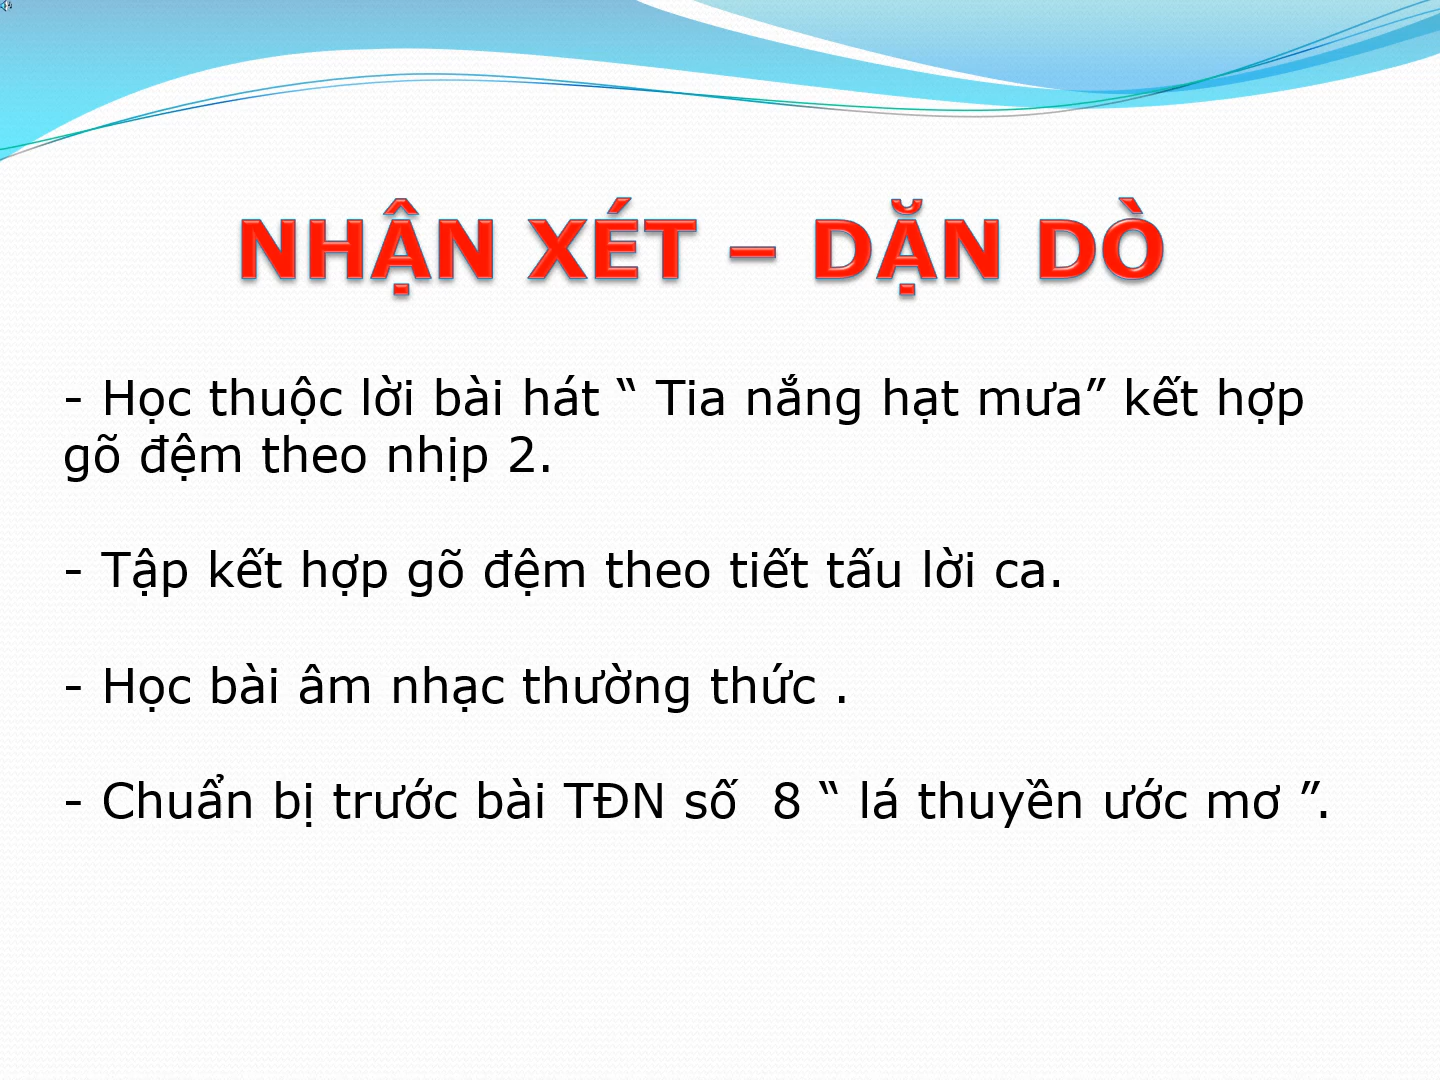 NHẬN XÉT – DẶN DÒ
- Học thuộc lời bài hát “ Tia nắng hạt mưa” kết hợp
gõ đệm theo nhịp 2.
- Tập kết hợp gõ đệm theo tiết tấu lời ca.
- Học bài âm nhạc thường thức .
- Chuẩn bị trước bài TĐN số  8 “ lá thuyền ước mơ ”.